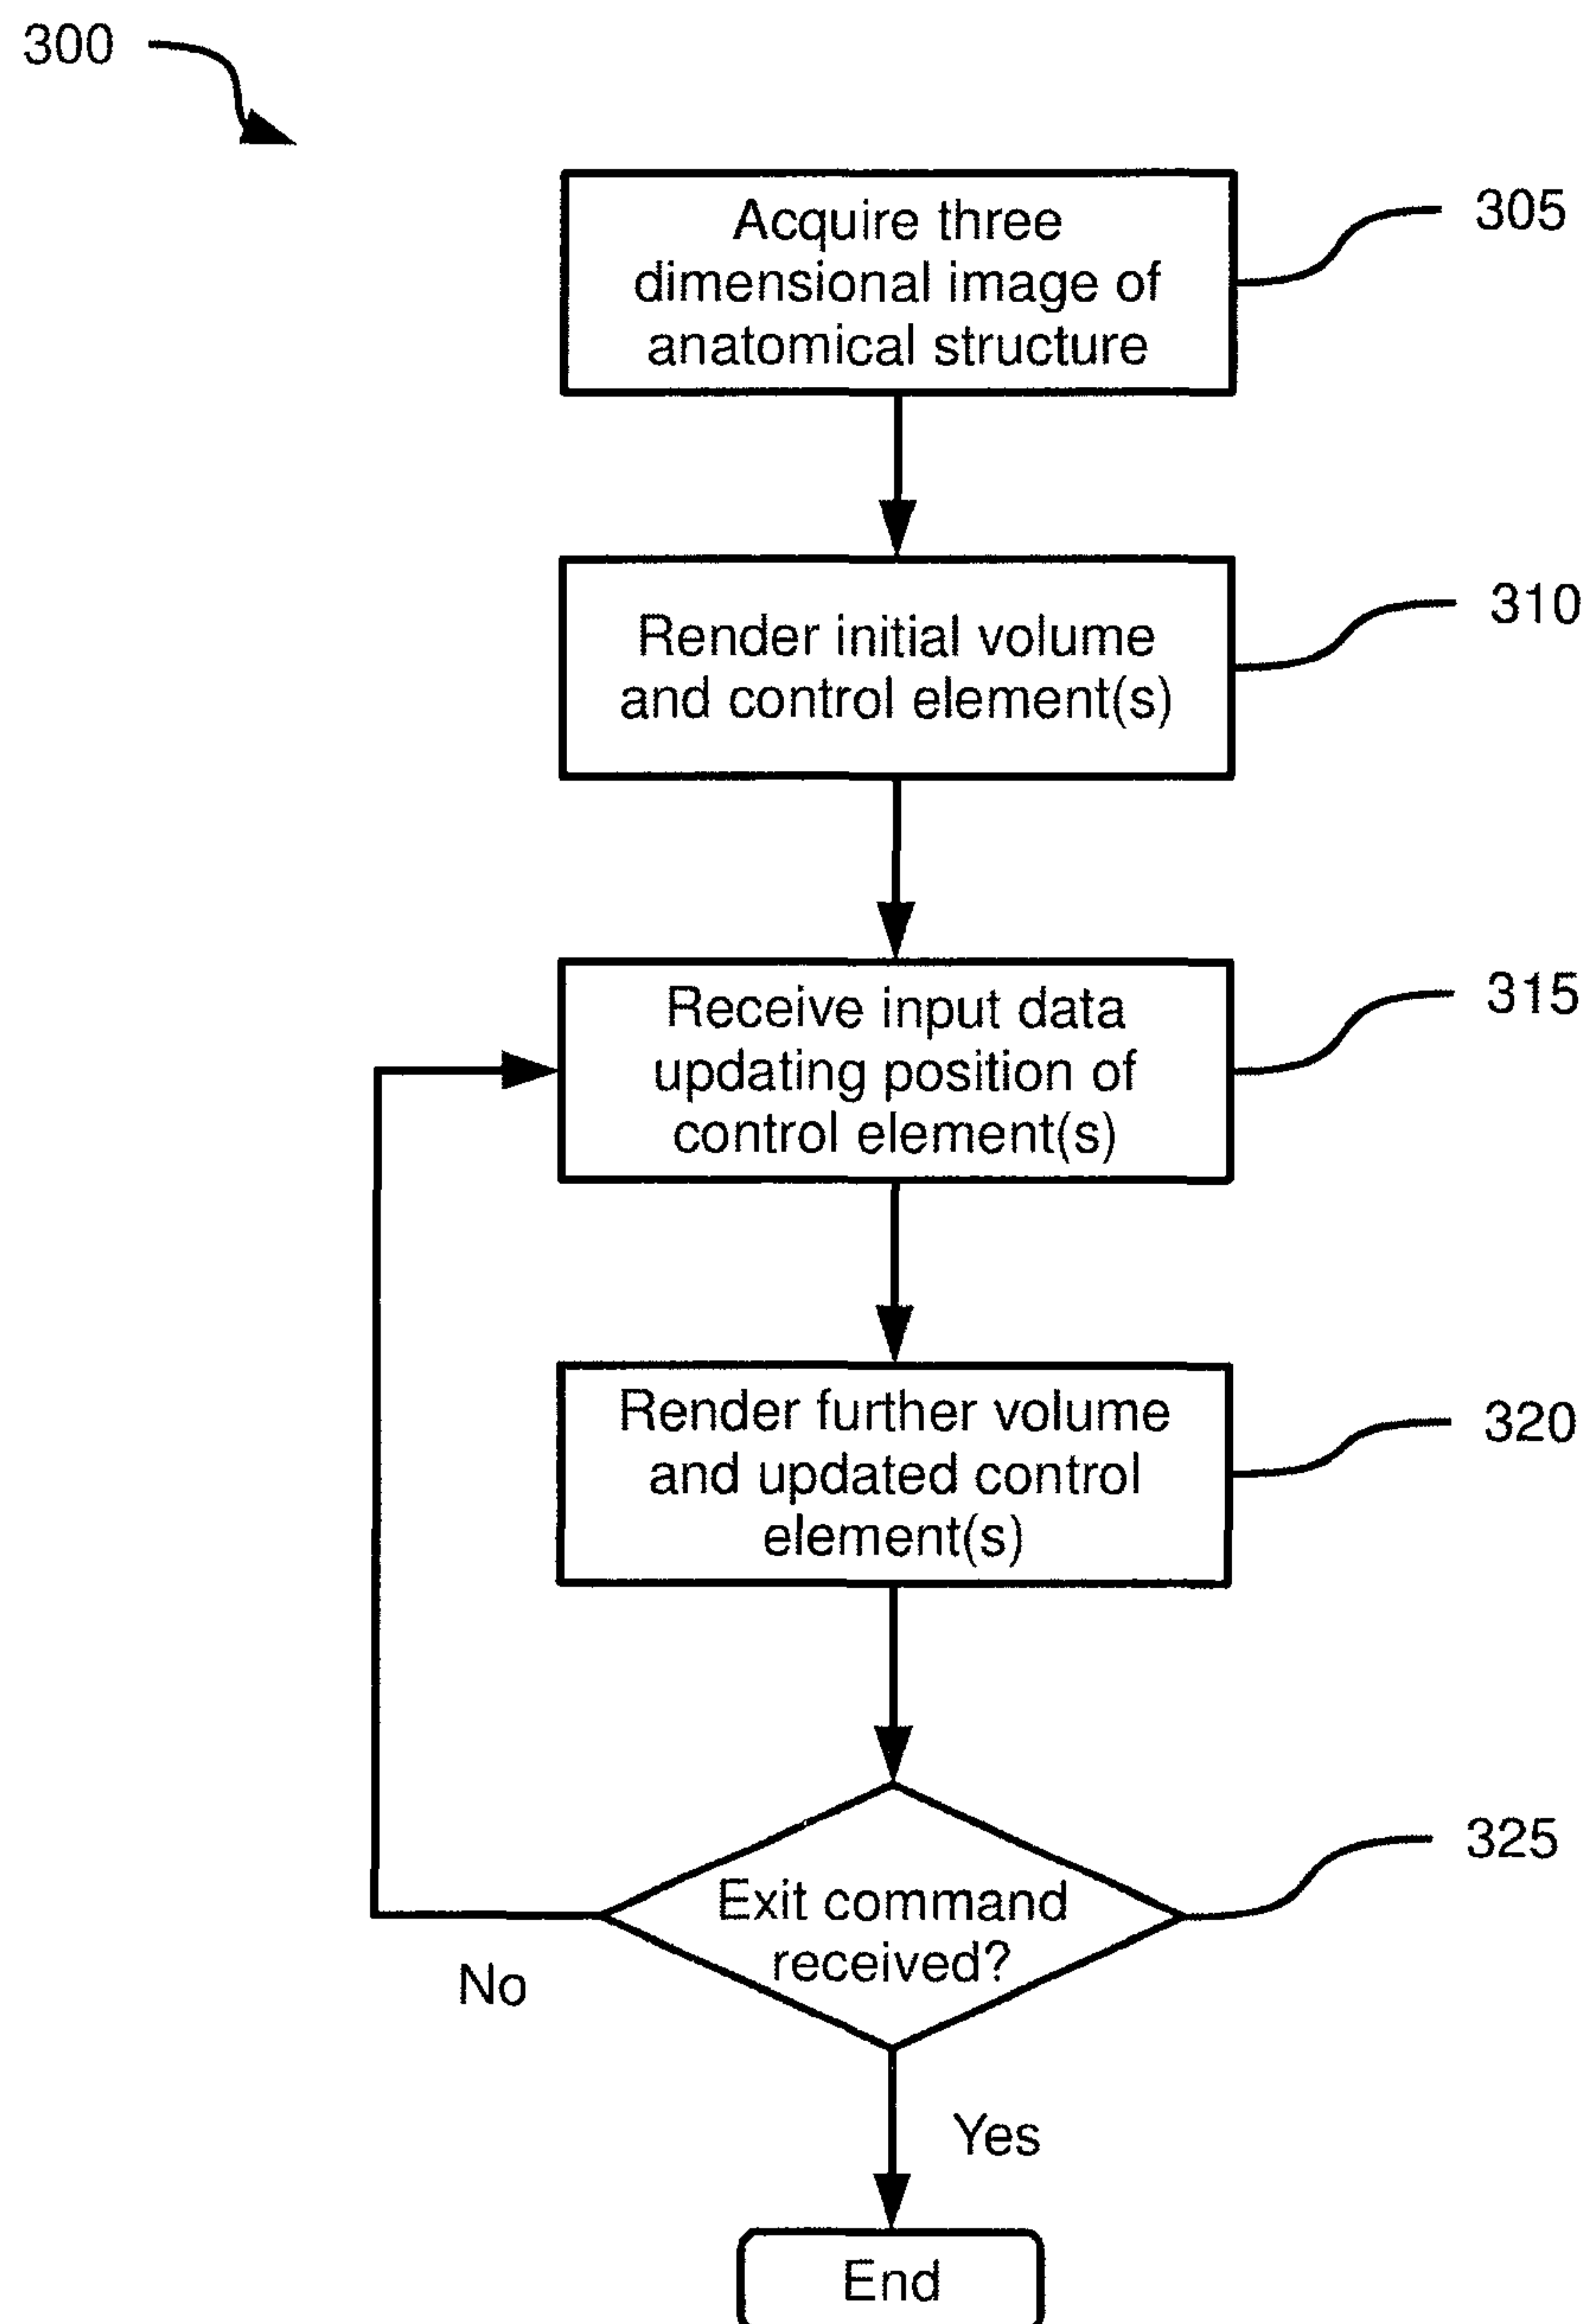 300
Acquire three
dimensional image of
anatomical structure
305
Render initial volume
and control element(s)
310
Receive input data
updating position of
control element(s)
315
Render further volume
and updated control
element(s)
320
Exit command
received?
325
No
Yes
End